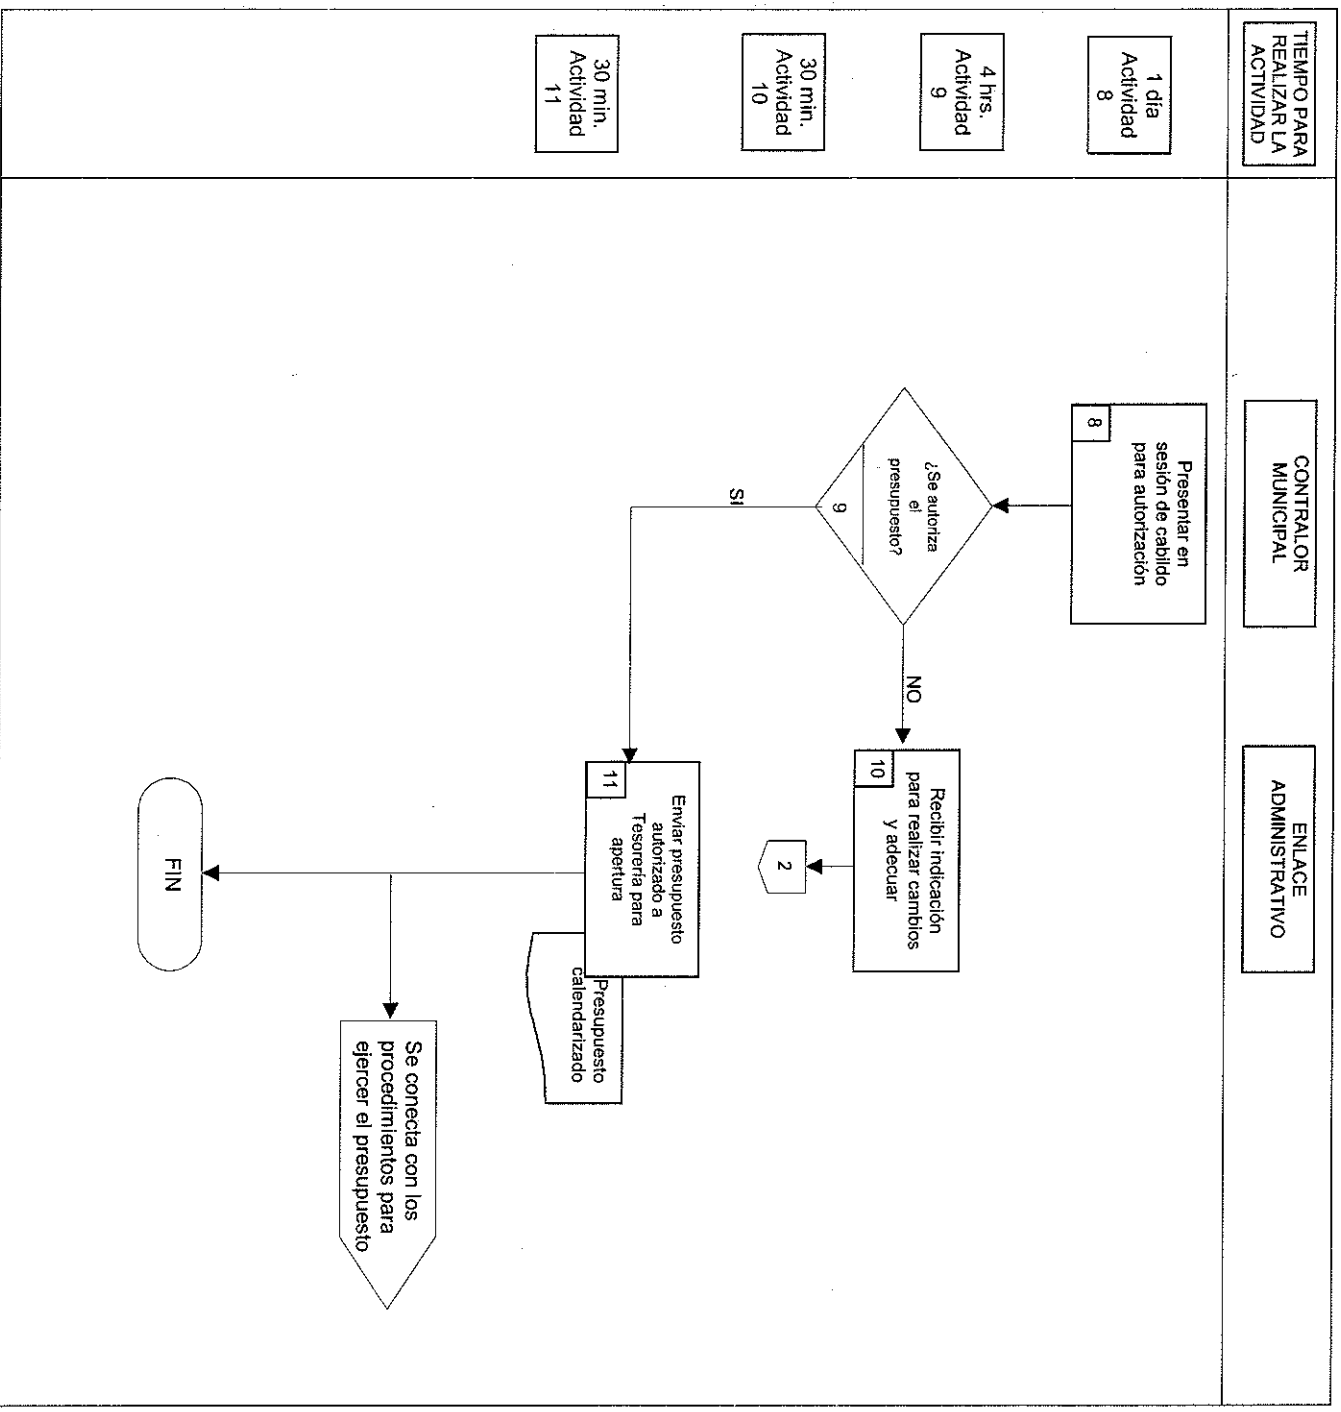 TIEMPO PARA
REALIZAR LA
ACTIVIDAD
CONTRALOR
MUNICIPAL
ENLACE
ADMINISTRATIVO
1 día
Actividad
8
Presentar en
sesión de cabildo
para autorización
8
4 hrs.
Actividad
9
¿Se autoriza
el
presupuesto?
9
NO
SI
30 min.
Actividad
10
Recibir indicación
para realizar cambios
y adecuar
10
2
30 min.
Actividad
11
Enviar presupuesto
autorizado a
Tesorería para
apertura
11
Presupuesto
calendarizado
Se conecta con los
procedimientos para
ejercer el presupuesto
FIN